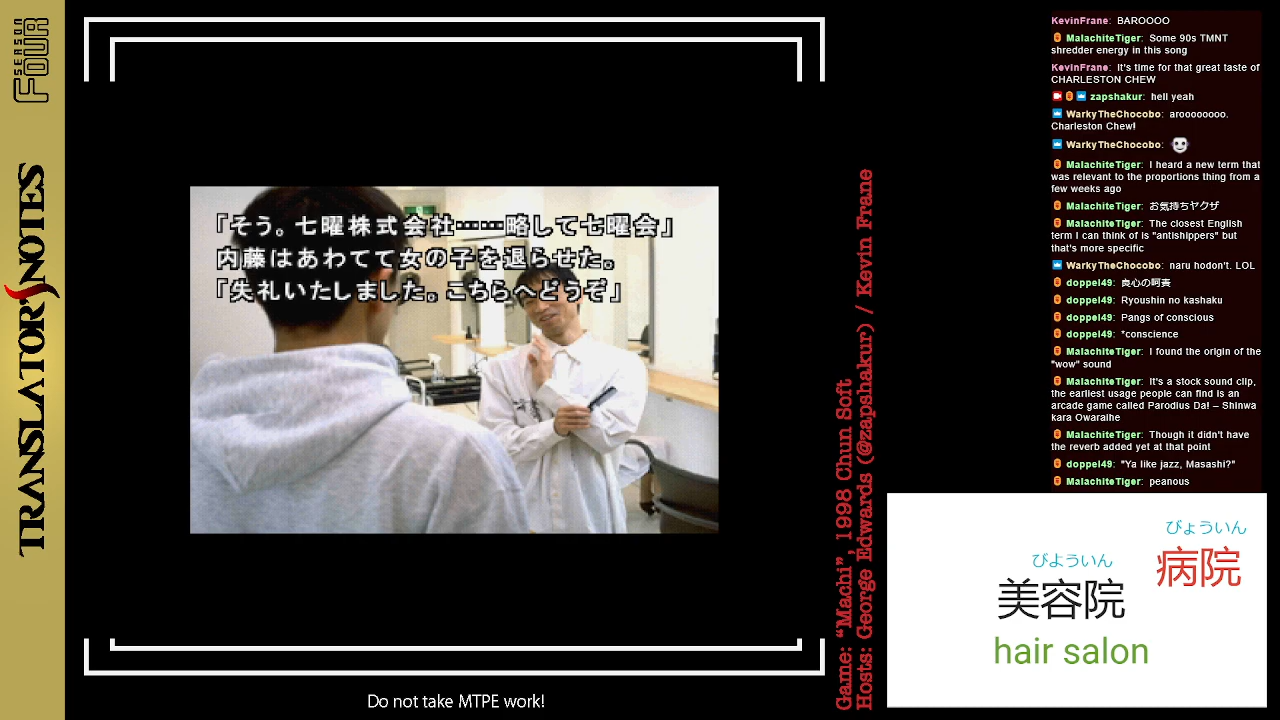 SEASON
FOUR
TRANSLATOR'S NOTES
「そう。七曜株式会社……略して七曜会」
内藤はあわてて女の子を退らせた。
「失礼いたしました。こちらへどうぞ」
Do not take MTPE work!
Game: "Machi", 1998 Chun Soft
Hosts: George Edwards (@zapshakur) / Kevin Frane
KevinFrane: BAROOOO
MalachiteTiger: Some 90s TMNT
shredder energy in this song
KevinFrane: It's time for that great taste of
CHARLESTON CHEW
zapshakur: hell yeah
WarkyTheChocobo: arooooooo.
Charleston Chew!
WarkyTheChocobo:
MalachiteTiger: I heard a new term that
was relevant to the proportions thing from a
few weeks ago
MalachiteTiger: お気持ちヤクザ
MalachiteTiger: The closest English
term I can think of is "antishippers" but
that's more specific
WarkyTheChocobo: naru hodon't. LOL
doppel49: 良心の呵責
doppel49: Ryoushin no kashaku
doppel49: Pangs of conscious
doppel49: *conscience
MalachiteTiger: I found the origin of the
"wow" sound
MalachiteTiger: It's a stock sound clip,
the earliest usage people can find is an
arcade game called Parodius Da! – Shinwa
kara Owaraihe
MalachiteTiger: Though it didn't have
the reverb added yet at that point
doppel49: "Ya like jazz, Masashi?"
MalachiteTiger: peanous
びょういん
病院
びよういん
美容院
hair salon